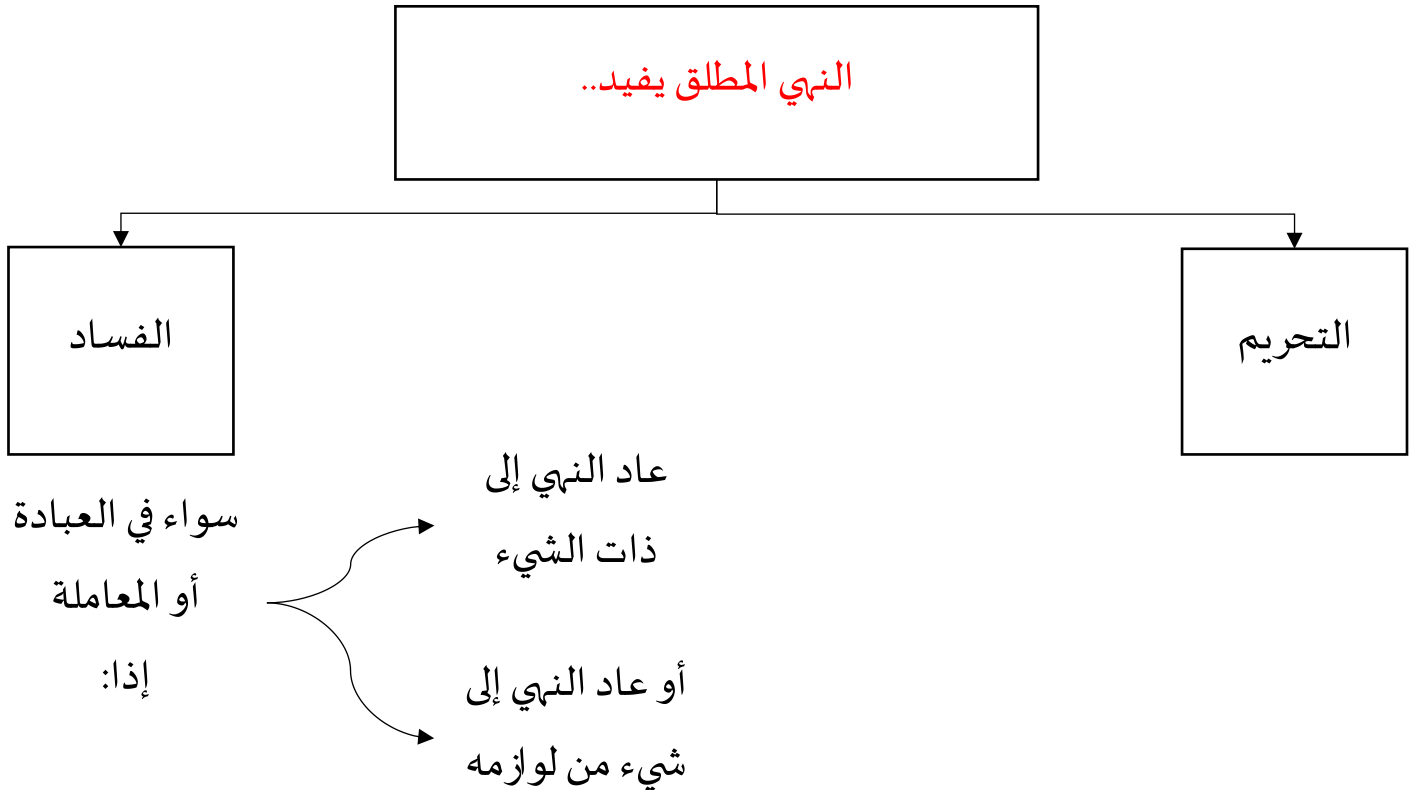 النهي المطلق يفيد..
التحريم
الفساد
سواء في العبادة
أو المعاملة
إذا:
عاد النهي إلى
ذات الشيء
أو عاد النهي إلى
شيء من لوازمه